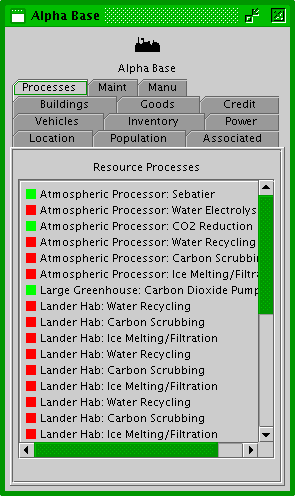 Alpha Base
Alpha Base
Processes Maint Manu
Buildings Goods Credit
Vehicles Inventory Power
Location Population Associated
Resource Processes
Atmospheric Processor: Sebatier
Atmospheric Processor: Water Electrolys
Atmospheric Processor: CO2 Reduction
Atmospheric Processor: Water Recycling
Atmospheric Processor: Carbon Scrubbin
Atmospheric Processor: Ice Melting/Filtra
Large Greenhouse: Carbon Dioxide Pump
Lander Hab: Water Recycling
Lander Hab: Carbon Scrubbing
Lander Hab: Ice Melting/Filtration
Lander Hab: Water Recycling
Lander Hab: Carbon Scrubbing
Lander Hab: Ice Melting/Filtration
Lander Hab: Water Recycling
Lander Hab: Carbon Scrubbing
Lander Hab: Ice Melting/Filtration